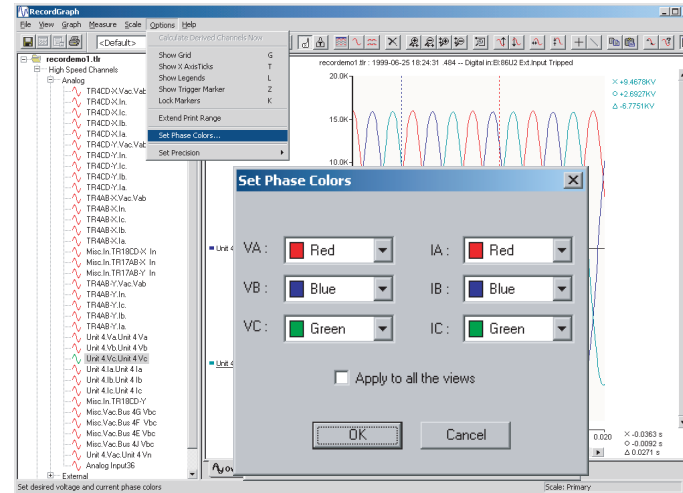 RecordGraph
File View Graph Measure Scale Options Help
<Default>
Calculate Derived Channels Now
Show Grid G
Show X AxisTicks T
Show Legends L
Show Trigger Marker Z
Lock Markers K
Extend Print Range
Set Phase Colors...
Set Precision
recordemo1.tlr
High Speed Channels
Analog
TR4CD-X.Vac.Vab
TR4CD-X.In.
TR4CD-X.Ic.
TR4CD-X.Ib.
TR4CD-X.Ia.
TR4CD-Y.Vac.Vab
TR4CD-Y.In.
TR4CD-Y.Ic.
TR4CD-Y.Ib.
TR4CD-Y.Ia.
TR4AB-X.Vac.Vab
TR4AB-X.In.
TR4AB-X.Ic.
TR4AB-X.Ib.
TR4AB-X.Ia.
Misc.In.TR18CD-X In
Misc.In.TR17AB-X In
Misc.In.TR17AB-Y In
TR4AB-Y.Vac.Vab
TR4AB-Y.In.
TR4AB-Y.Ic.
TR4AB-Y.Ib.
TR4AB-Y.Ia.
Unit 4.Va.Unit 4 Va
Unit 4.Vb.Unit 4 Vb
Unit 4.Vc.Unit 4 Vc
Unit 4.Ia.Unit 4 Ia
Unit 4.Ib.Unit 4 Ib
Unit 4.Ic.Unit 4 Ic
Misc.In.TR18CD-Y
Misc.Vac.Bus 4G Vbc
Misc.Vac.Bus 4F Vbc
Misc.Vac.Bus 4E Vbc
Misc.Vac.Bus 4J Vbc
Unit 4.Vac.Unit 4 Vn
Analog Input36
External
recordemo1.tlr : 1999-06-25 18:24:31 .484 -- Digital in:El:86U2 Ext.Input Tripped
20.0K
15.0K
10.0K
×+9.4678KV
○+2.6927KV
△-6.7751KV
Unit 4
Unit 4
Set Phase Colors
VA : Red IA : Red
VB : Blue IB : Blue
VC : Green IC : Green
Apply to all the views
OK Cancel
0.020
×-0.0363 s
○-0.0092 s
△0.0271 s
Set desired voltage and current phase colors
Scale: Primary